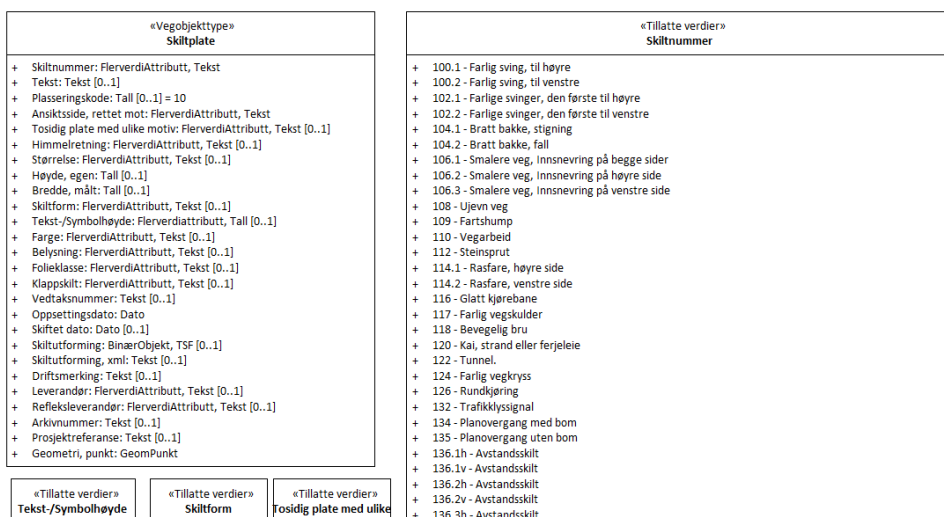 «Vegobjekttype»
Skiltplate
+ Skiltnummer: FlerverdiAttributt, Tekst
+ Tekst: Tekst [0..1]
+ Plasseringskode: Tall [0..1] = 10
+ Ansiktsside, rettet mot: FlerverdiAttributt, Tekst
+ Tosidig plate med ulike motiv: FlerverdiAttributt, Tekst [0..1]
+ Himmelretning: FlerverdiAttributt, Tekst [0..1]
+ Størrelse: FlerverdiAttributt, Tekst [0..1]
+ Høyde, egen: Tall [0..1]
+ Bredde, målt: Tall [0..1]
+ Skiltform: FlerverdiAttributt, Tekst [0..1]
+ Tekst-/Symbolhøyde: Flerverdiattributt, Tall [0..1]
+ Farge: FlerverdiAttributt, Tekst [0..1]
+ Belysning: FlerverdiAttributt, Tekst [0..1]
+ Folieklasse: FlerverdiAttributt, Tekst [0..1]
+ Klappskilt: FlerverdiAttributt, Tekst [0..1]
+ Vedtaksnummer: Tekst [0..1]
+ Oppsettingsdato: Dato
+ Skiftet dato: Dato [0..1]
+ Skiltutforming: BinærObjekt, TSF [0..1]
+ Skiltutforming, xml: Tekst [0..1]
+ Driftsmerking: Tekst [0..1]
+ Leverandør: FlerverdiAttributt, Tekst [0..1]
+ Refleksleverandør: FlerverdiAttributt, Tekst [0..1]
+ Arkivnummer: Tekst [0..1]
+ Prosjektreferanse: Tekst [0..1]
+ Geometri, punkt: GeomPunkt
«Tillatte verdier»
Tekst-/Symbolhøyde
«Tillatte verdier»
Skiltform
«Tillatte verdier»
Tosidig plate med ulike
«Tillatte verdier»
Skiltnummer
+ 100.1 - Farlig sving, til høyre
+ 100.2 - Farlig sving, til venstre
+ 102.1 - Farlige svinger, den første til høyre
+ 102.2 - Farlige svinger, den første til venstre
+ 104.1 - Bratt bakke, stigning
+ 104.2 - Bratt bakke, fall
+ 106.1 - Smalere veg, Innsnevring på begge sider
+ 106.2 - Smalere veg, Innsnevring på høyre side
+ 106.3 - Smalere veg, Innsnevring på venstre side
+ 108 - Ujevn veg
+ 109 - Fartshump
+ 110 - Vegarbeid
+ 112 - Steinsprut
+ 114.1 - Rasfare, høyre side
+ 114.2 - Rasfare, venstre side
+ 116 - Glatt kjørebane
+ 117 - Farlig vegskulder
+ 118 - Bevegelig bru
+ 120 - Kai, strand eller ferjeleie
+ 122 - Tunnel.
+ 124 - Farlig vegkryss
+ 126 - Rundkjøring
+ 132 - Trafikklyssignal
+ 134 - Planovergang med bom
+ 135 - Planovergang uten bom
+ 136.1h - Avstandsskilt
+ 136.1v - Avstandsskilt
+ 136.2h - Avstandsskilt
+ 136.2v - Avstandsskilt
+ 136.3h - Avstandsskilt